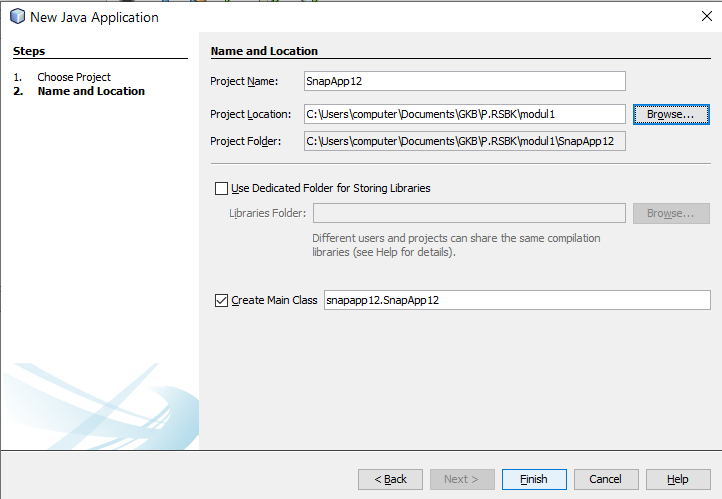 New Java Application
Steps
1. Choose Project
2. Name and Location
Name and Location
Project Name: SnapApp12
Project Location: C:\Users\computer\Documents\GKB\P.RSBK\modul1 Browse...
Project Folder: C:\Users\computer\Documents\GKB\P.RSBK\modul1\SnapApp12
Use Dedicated Folder for Storing Libraries
Libraries Folder: Browse...
Different users and projects can share the same compilation
libraries (see Help for details).
Create Main Class snapapp12.SnapApp12
< Back Next > Finish Cancel Help